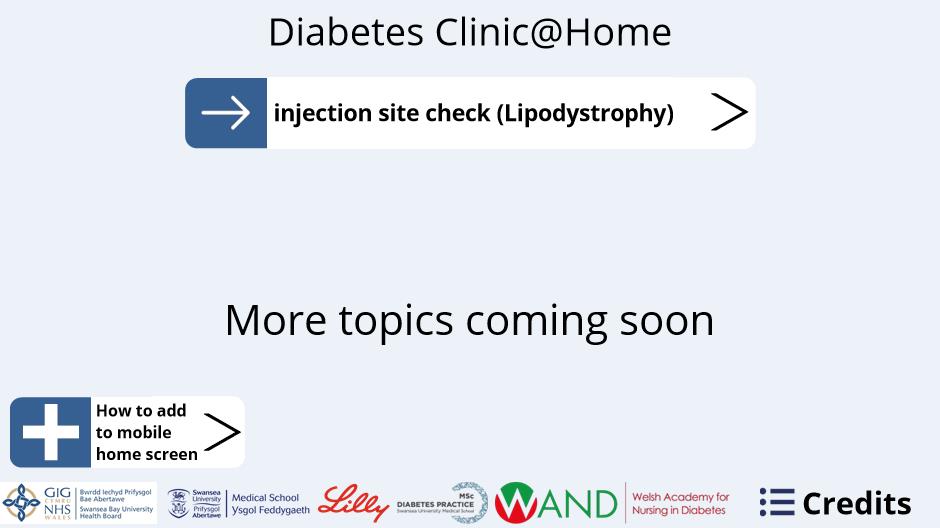 Diabetes Clinic@Home
injection site check (Lipodystrophy)
More topics coming soon
How to add
to mobile
home screen
GIG
CYMRU
NHS
WALES
Bwrdd Iechyd Prifysgol
Bae Abertawe
Swansea Bay University
Health Board
Swansea
University
Prifysgol
Abertawe
Medical School
Ysgol Feddygaeth
Lilly
MSc
DIABETES PRACTICE
Swansea University Medical School
WAND
Welsh Academy for
Nursing in Diabetes
Credits